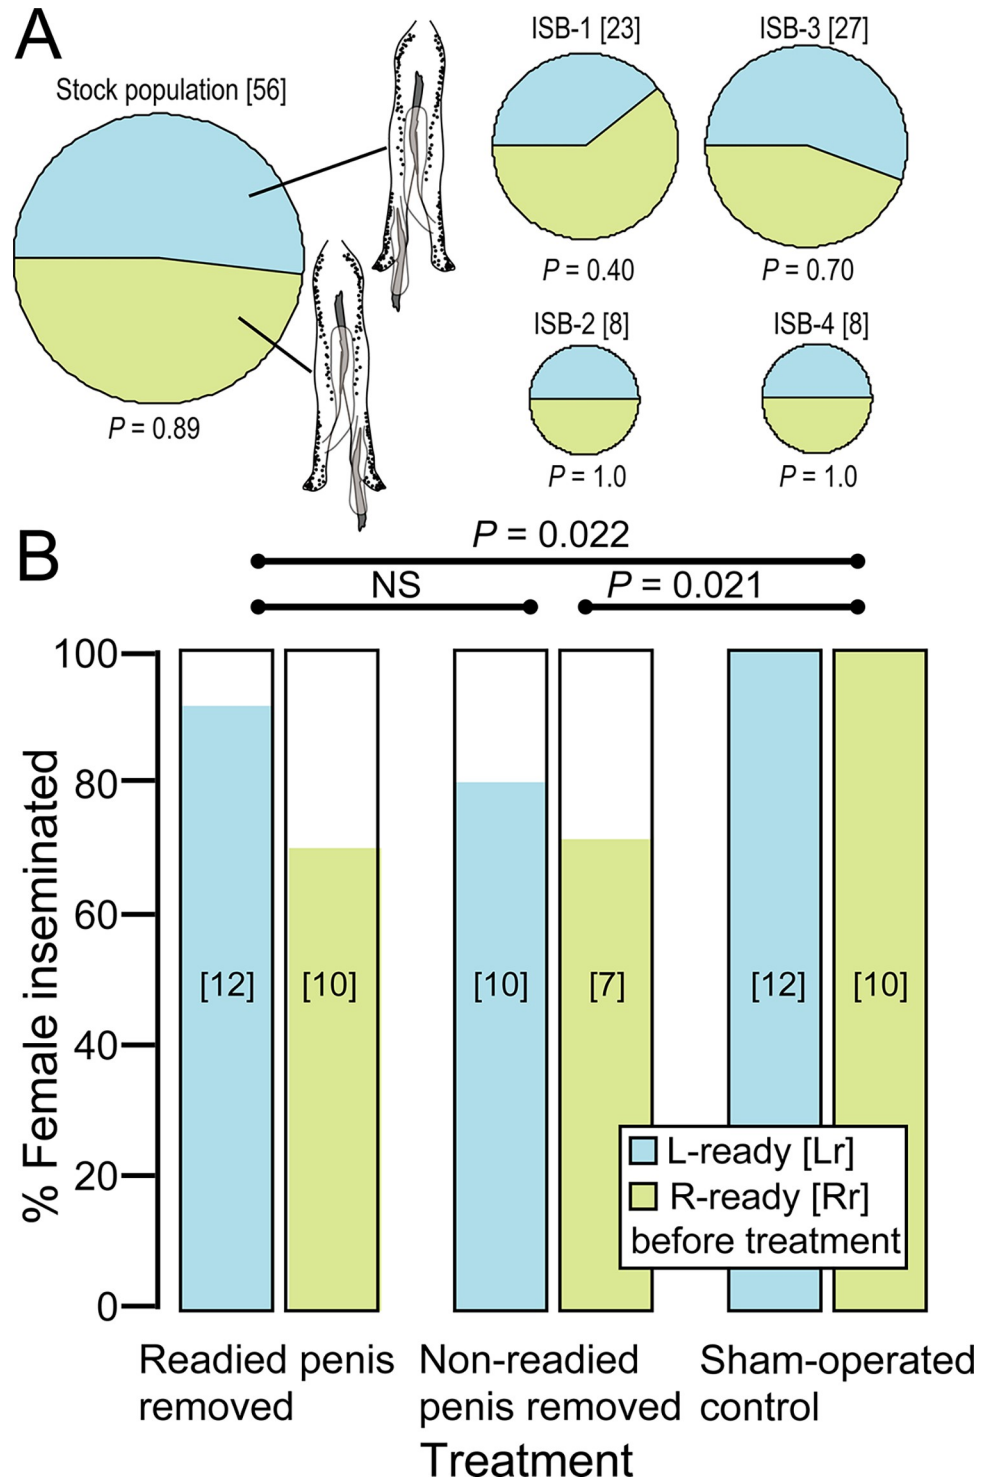 A
Stock population [56]
P = 0.89
ISB-1 [23]
P = 0.40
ISB-3 [27]
P = 0.70
ISB-2 [8]
P = 1.0
ISB-4 [8]
P = 1.0
B
P = 0.022
NS
P = 0.021
% Female inseminated
100
80
60
40
20
0
[12]
[10]
[10]
[7]
[12]
[10]
L-ready [Lr]
R-ready [Rr]
before treatment
Readied penis
removed
Non-readied
penis removed
Sham-operated
control
Treatment